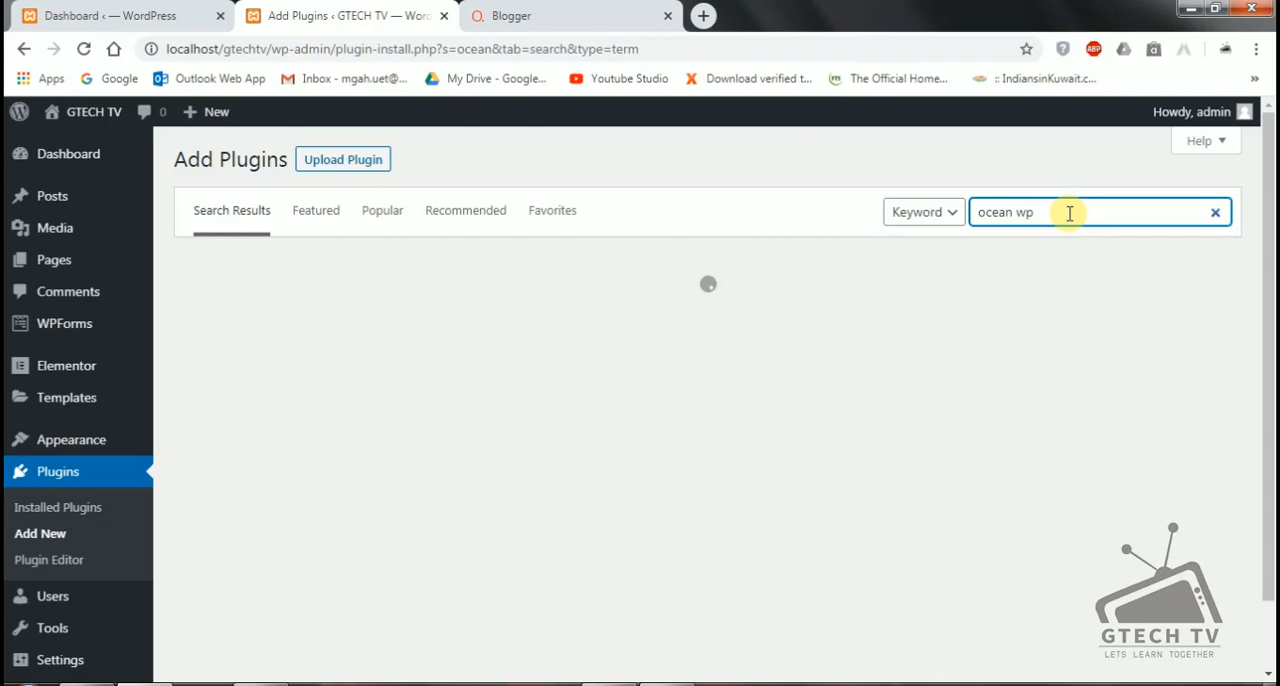 Dashboard ‹ — WordPress
Add Plugins ‹ GTECH TV — Word
Blogger
localhost/gtechtv/wp-admin/plugin-install.php?s=ocean&tab=search&type=term
ABP
Apps
Google
Outlook Web App
Inbox - mgah.uet@...
My Drive - Google...
Youtube Studio
Download verified t...
The Official Home...
:: IndiansinKuwait.c...
»
GTECH TV
0
New
Howdy, admin
Help
Dashboard
Posts
Media
Pages
Comments
WPForms
Elementor
Templates
Appearance
Plugins
Installed Plugins
Add New
Plugin Editor
Users
Tools
Settings
Add Plugins
Upload Plugin
Search Results
Featured
Popular
Recommended
Favorites
Keyword
ocean wp
GTECH TV
LETS LEARN TOGETHER